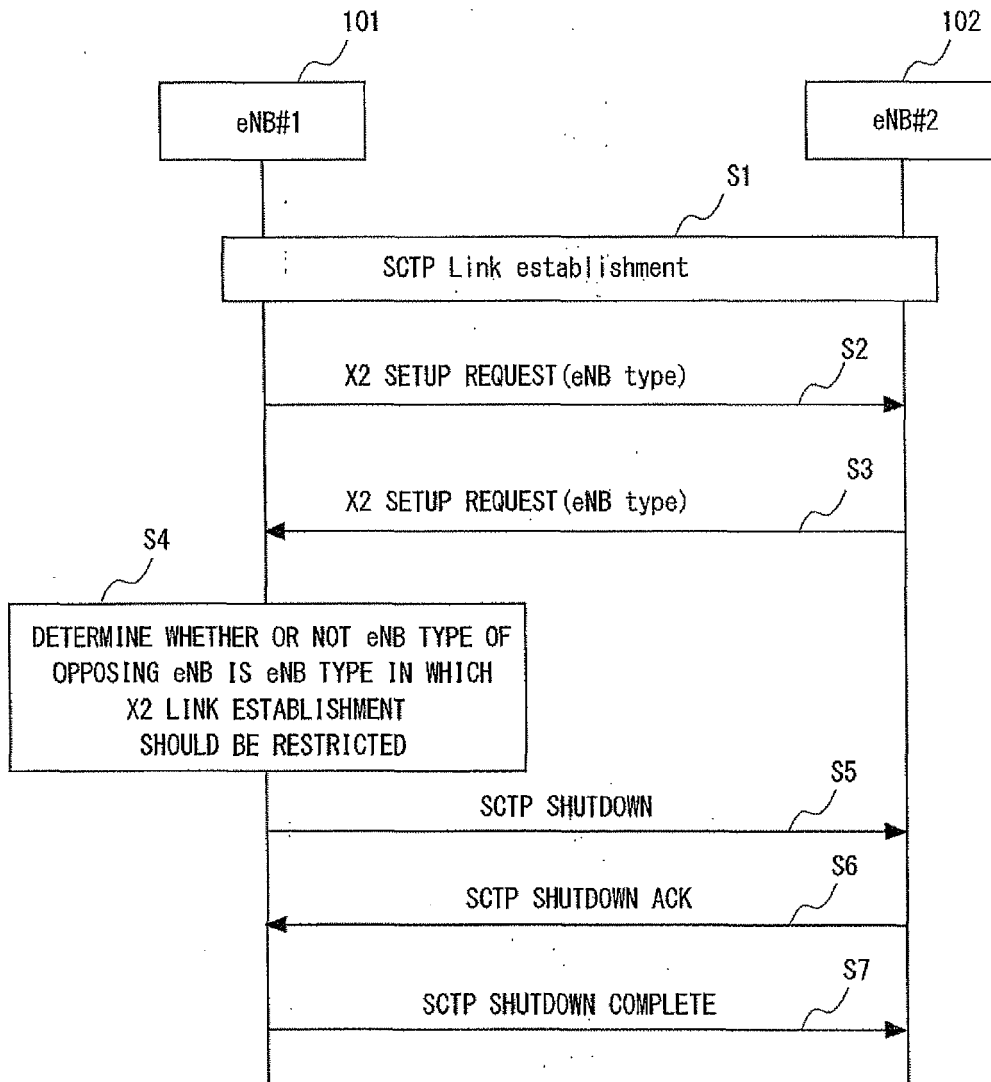 101
102
eNB#1
eNB#2
S1
SCTP Link establishment
S2
X2 SETUP REQUEST(eNB type)
S3
X2 SETUP REQUEST(eNB type)
S4
DETERMINE WHETHER OR NOT eNB TYPE OF
OPPOSING eNB IS eNB TYPE IN WHICH
X2 LINK ESTABLISHMENT
SHOULD BE RESTRICTED
S5
SCTP SHUTDOWN
S6
SCTP SHUTDOWN ACK
S7
SCTP SHUTDOWN COMPLETE